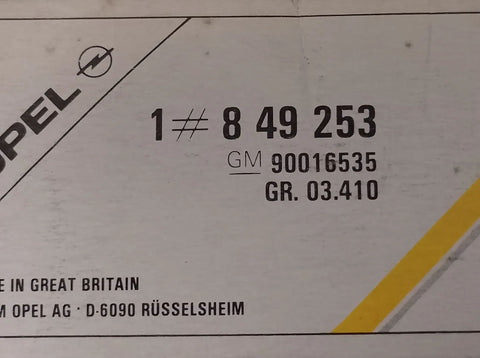 OPEL
1 # 8 49 253
GM 90016535
GR. 03.410
E IN GREAT BRITAIN
M OPEL AG · D-6090 RÜSSELSHEIM